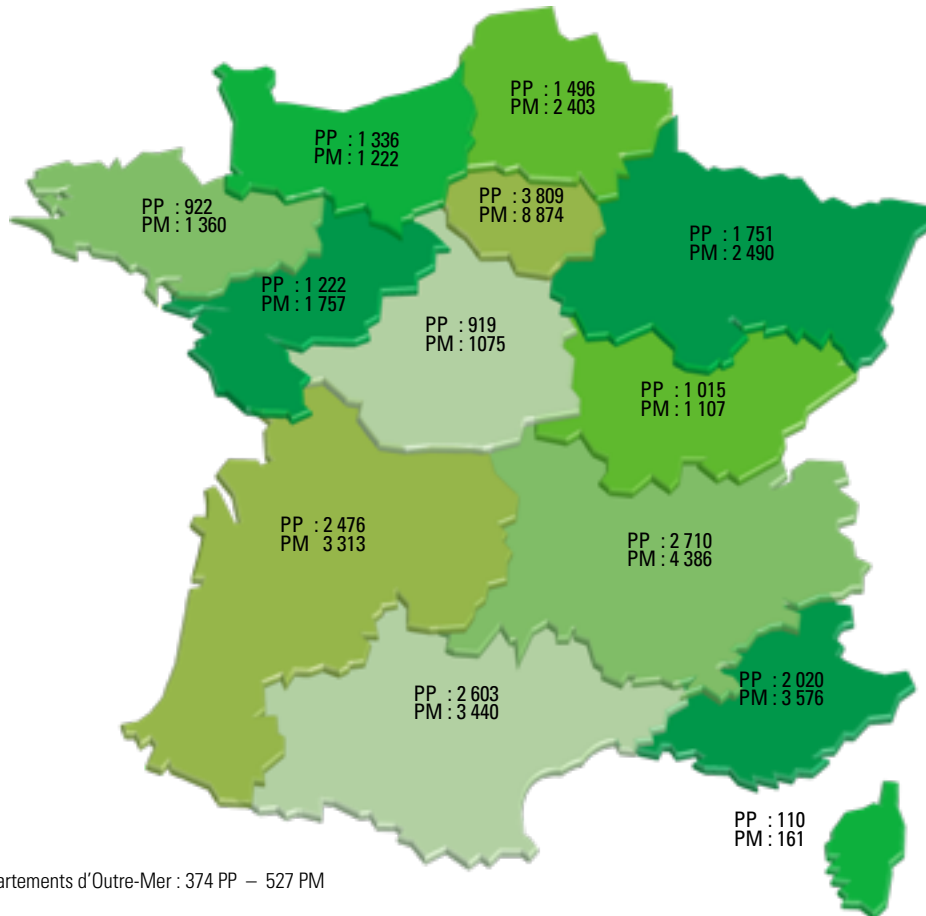 PP : 1 496
PM : 2 403
PP : 1 336
PM : 1 222
PP : 3 809
PM : 8 874
PP : 922
PM : 1 360
PP : 1 751
PM : 2 490
PP : 1 222
PM : 1 757
PP : 919
PM : 1075
PP : 1 015
PM : 1 107
PP : 2 476
PM 3 313
PP : 2 710
PM : 4 386
PP : 2 603
PM : 3 440
PP : 2 020
PM : 3 576
PP : 110
PM : 161
artements d'Outre-Mer : 374 PP – 527 PM